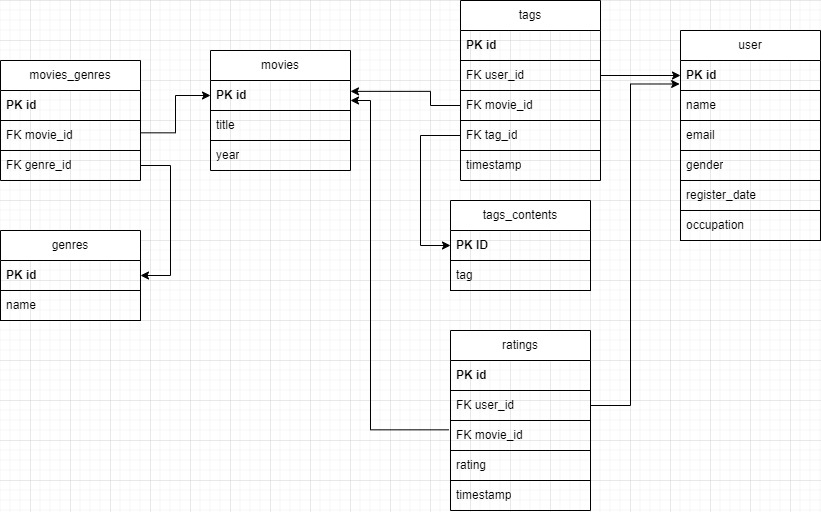 movies_genres
PK id
FK movie_id
FK genre_id
genres
PK id
name
movies
PK id
title
year
tags
PK id
FK user_id
FK movie_id
FK tag_id
timestamp
tags_contents
PK ID
tag
ratings
PK id
FK user_id
FK movie_id
rating
timestamp
user
PK id
name
email
gender
register_date
occupation